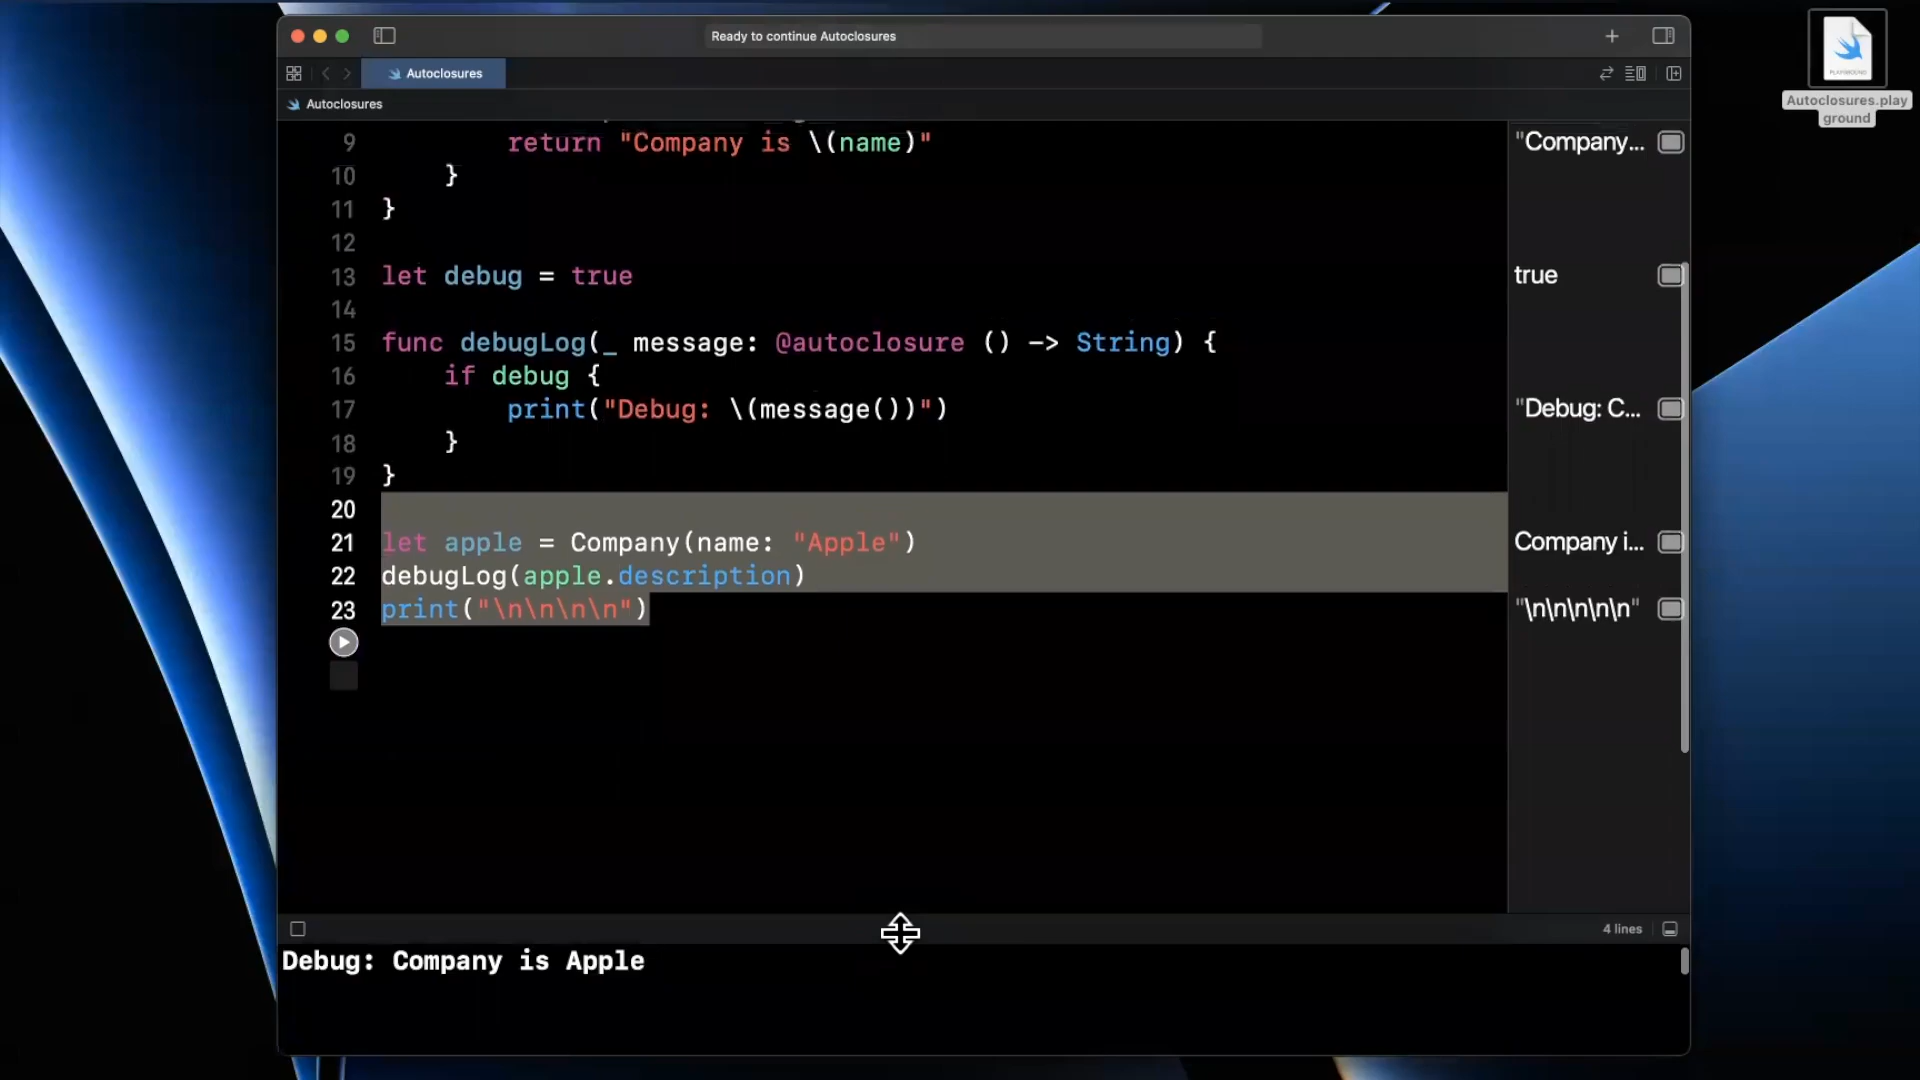 Ready to continue Autoclosures
Autoclosures
Autoclosures
9 return "Company is \(name)" "Company...
10 }
11 }
12
13 let debug = true true
14
15 func debugLog(_ message: @autoclosure () -> String) {
16 if debug {
17 print("Debug: \(message())") "Debug: C...
18 }
19 }
20
21 let apple = Company(name: "Apple") Company i...
22 debugLog(apple.description)
23 print("\n\n\n\n") "\n\n\n\n\n"
4 lines
Debug: Company is Apple
PLAYGROUND
Autoclosures.play
ground